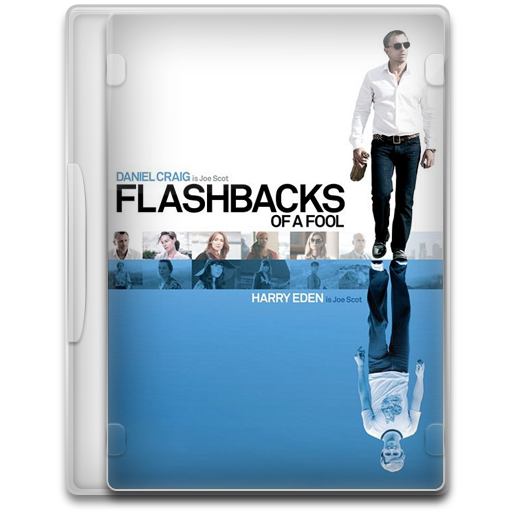 DANIEL CRAIG is Joe Scot
FLASHBACKS
OF A FOOL
HARRY EDEN is Joe Scot